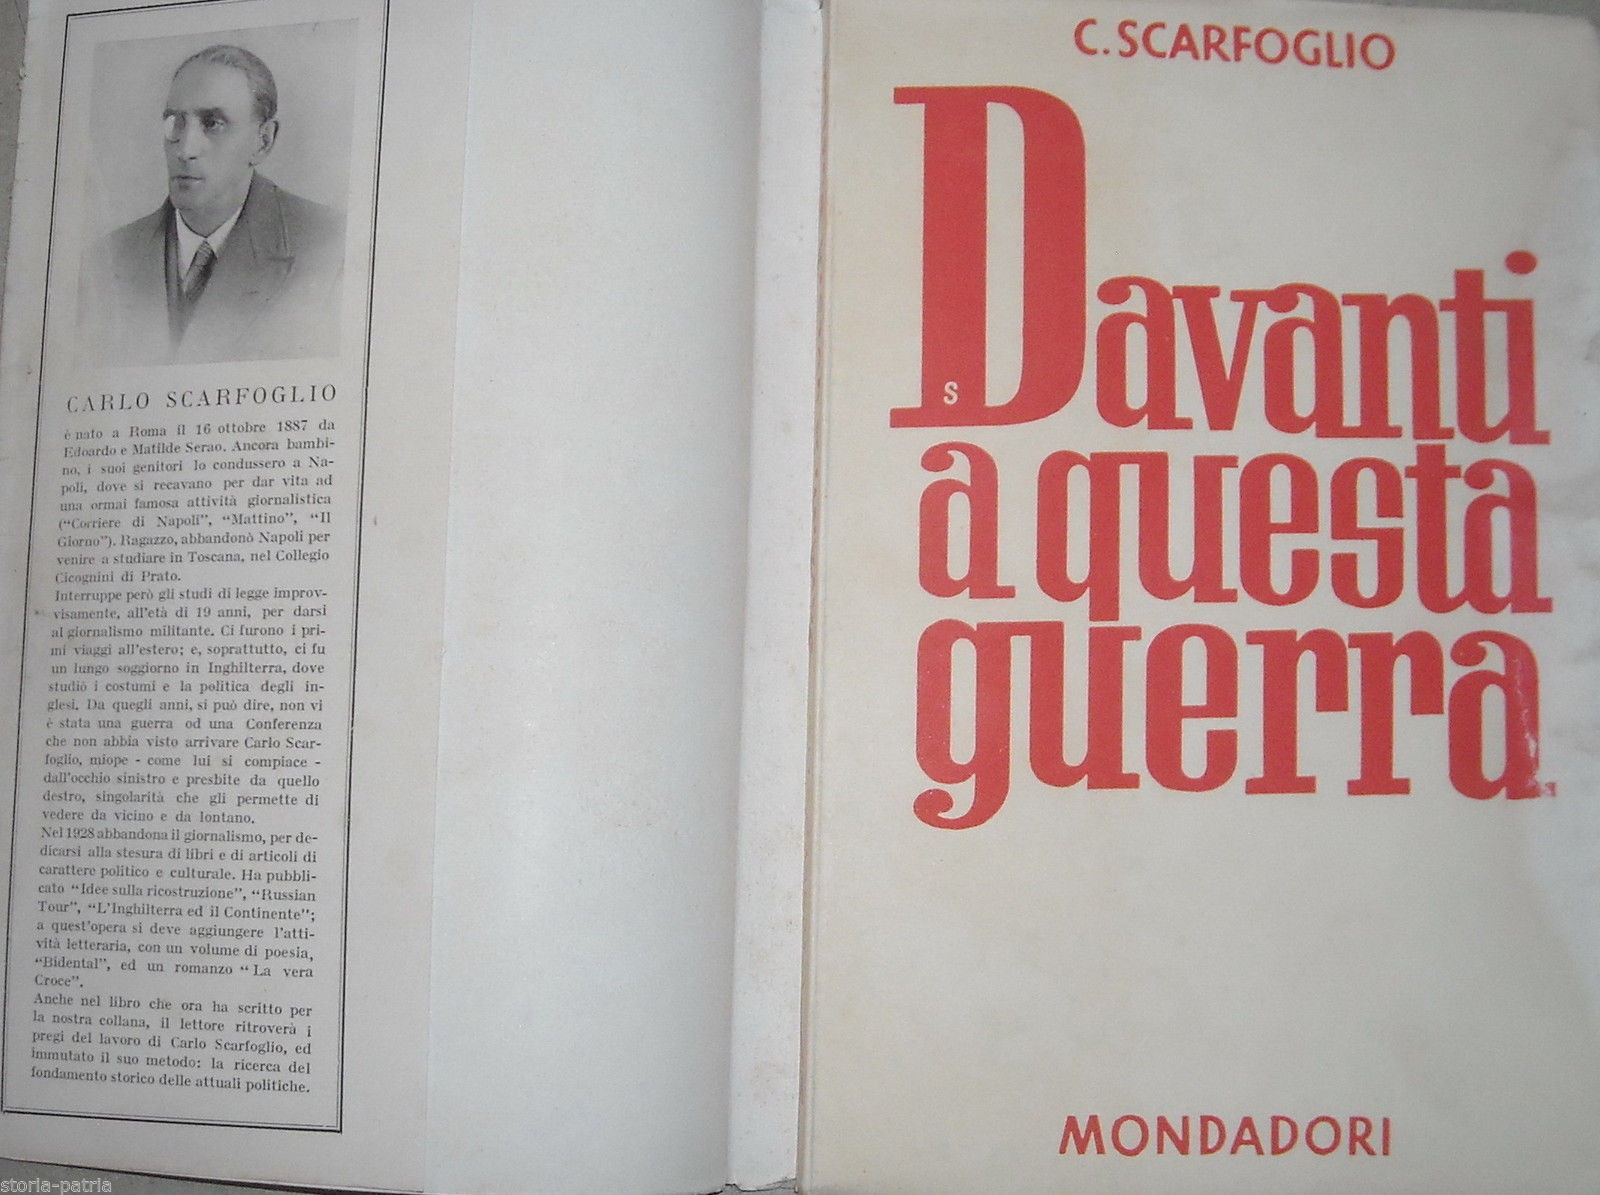 CARLO SCARFOGLIO
è nato a Roma il 16 ottobre 1887 da
Edoardo e Matilde Serao. Ancora bambi-
no, i suoi genitori lo condussero a Na-
poli, dove si recavano per dar vita ad
una ormai famosa attività giornalistica
("Corriere di Napoli", "Mattino", "Il
Giorno"). Ragazzo, abbandonò Napoli per
venire a studiare in Toscana, nel Collegio
Cicognini di Prato.
Interruppe però gli studi di legge improv-
visamente, all'età di 19 anni, per darsi
al giornalismo militante. Ci furono i pri-
mi viaggi all'estero; e, soprattutto, ci fu
un lungo soggiorno in Inghilterra, dove
studiò i costumi e la politica degli in-
glesi. Da quegli anni, si può dire, non vi
è stata una guerra od una Conferenza
che non abbia visto arrivare Carlo Scar-
foglio, miope - come lui si compiace -
dall'occhio sinistro e presbite da quello
destro, singolarità che gli permette di
vedere da vicino e da lontano.
Nel 1928 abbandona il giornalismo, per de-
dicarsi alla stesura di libri e di articoli di
carattere politico e culturale. Ha pubbli-
cato "Idee sulla ricostruzione", "Russian
Tour", "L'Inghilterra ed il Continente";
a quest'opera si deve aggiungere l'atti-
vità letteraria, con un volume di poesia,
"Bidental", ed un romanzo "La vera
Croce".
Anche nel libro che ora ha scritto per
la nostra collana, il lettore ritroverà i
pregi del lavoro di Carlo Scarfoglio, ed
immutato il suo metodo: la ricerca del
fondamento storico delle attuali politiche.
C. SCARFOGLIO
Davanti
S
a questa
guerra
MONDADORI
storia-patria